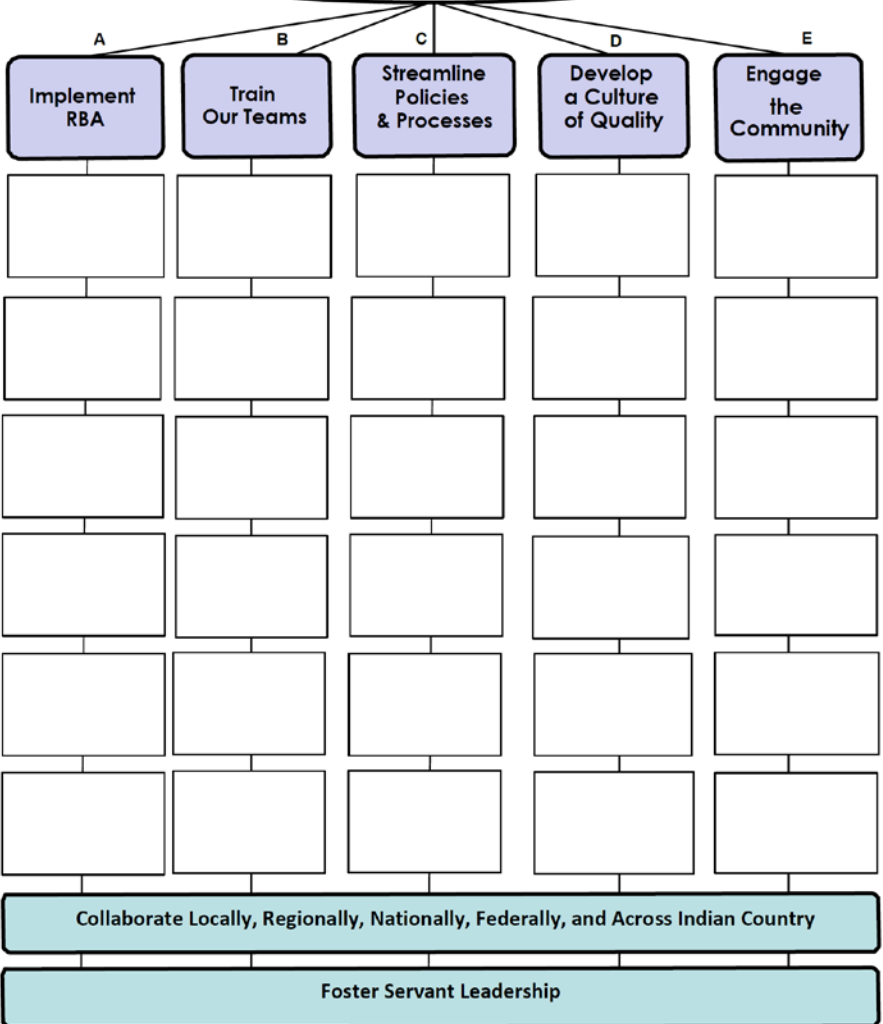 A
B
C
D
E
Implement
RBA
Train
Our Teams
Streamline
Policies
& Processes
Develop
a Culture
of Quality
Engage
the
Community
Collaborate Locally, Regionally, Nationally, Federally, and Across Indian Country
Foster Servant Leadership